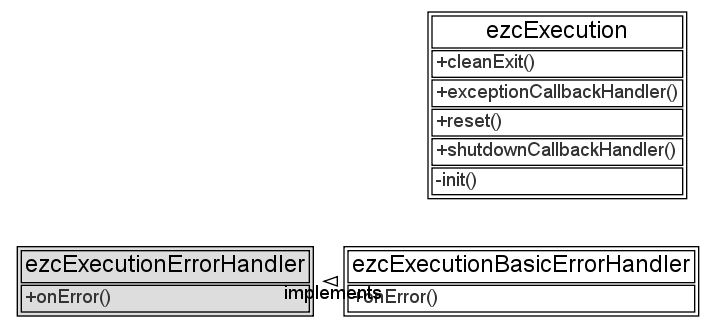 ezcExecution
+cleanExit()
+exceptionCallbackHandler()
+reset()
+shutdownCallbackHandler()
-init()
ezcExecutionErrorHandler
+onError()
implements
ezcExecutionBasicErrorHandler
+onError()